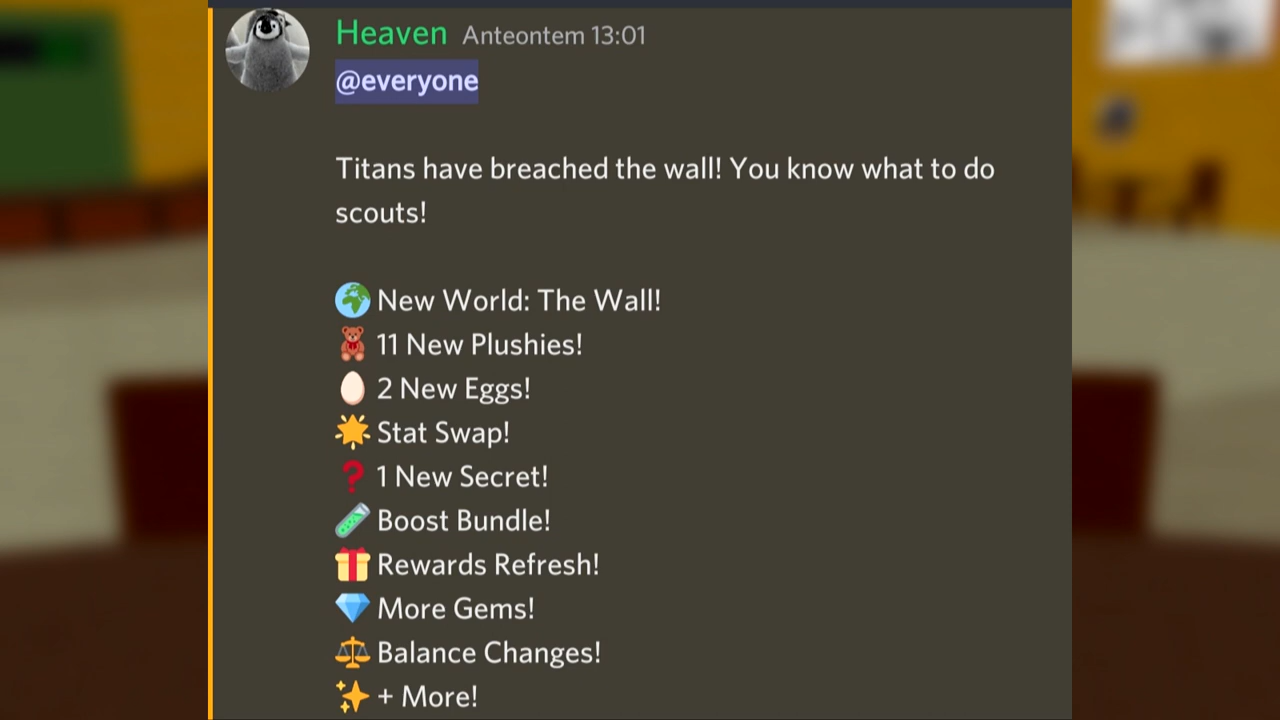 Heaven Anteontem 13:01
@everyone
Titans have breached the wall! You know what to do
scouts!
🌍 New World: The Wall!
🧸 11 New Plushies!
🥚 2 New Eggs!
🌟 Stat Swap!
❓ 1 New Secret!
🧪 Boost Bundle!
🎁 Rewards Refresh!
💎 More Gems!
⚖️ Balance Changes!
✨ + More!